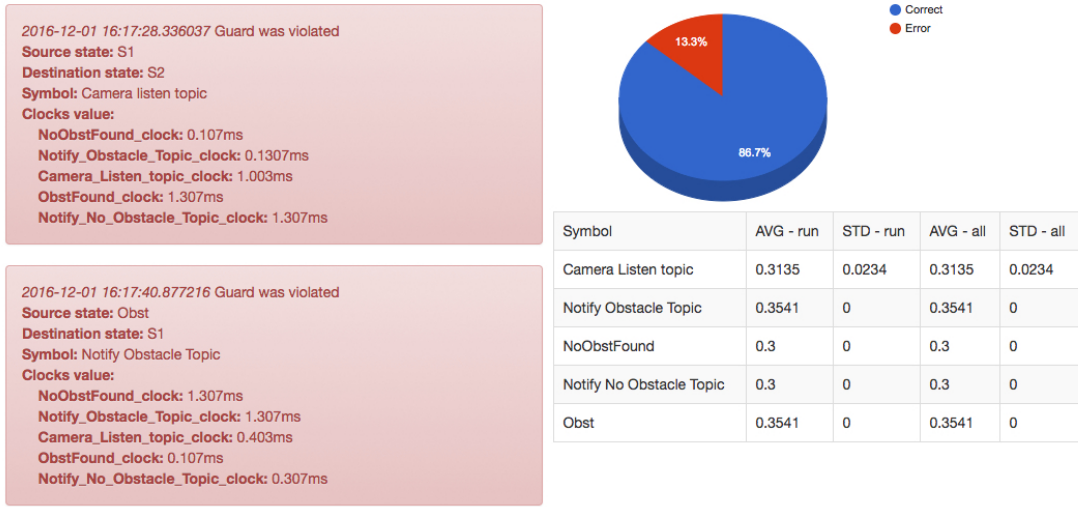 2016-12-01 16:17:28.336037 Guard was violated
Source state: S1
Destination state: S2
Symbol: Camera listen topic
Clocks value:
NoObstFound_clock: 0.107ms
Notify_Obstacle_Topic_clock: 0.1307ms
Camera_Listen_topic_clock: 1.003ms
ObstFound_clock: 1.307ms
Notify_No_Obstacle_Topic_clock: 1.307ms
2016-12-01 16:17:40.877216 Guard was violated
Source state: Obst
Destination state: S1
Symbol: Notify Obstacle Topic
Clocks value:
NoObstFound_clock: 1.307ms
Notify_Obstacle_Topic_clock: 1.307ms
Camera_Listen_topic_clock: 0.403ms
ObstFound_clock: 0.107ms
Notify_No_Obstacle_Topic_clock: 0.307ms
Correct
Error
13.3%
86.7%
Symbol AVG - run STD - run AVG - all STD - all
Camera Listen topic 0.3135 0.0234 0.3135 0.0234
Notify Obstacle Topic 0.3541 0 0.3541 0
NoObstFound 0.3 0 0.3 0
Notify No Obstacle Topic 0.3 0 0.3 0
Obst 0.3541 0 0.3541 0